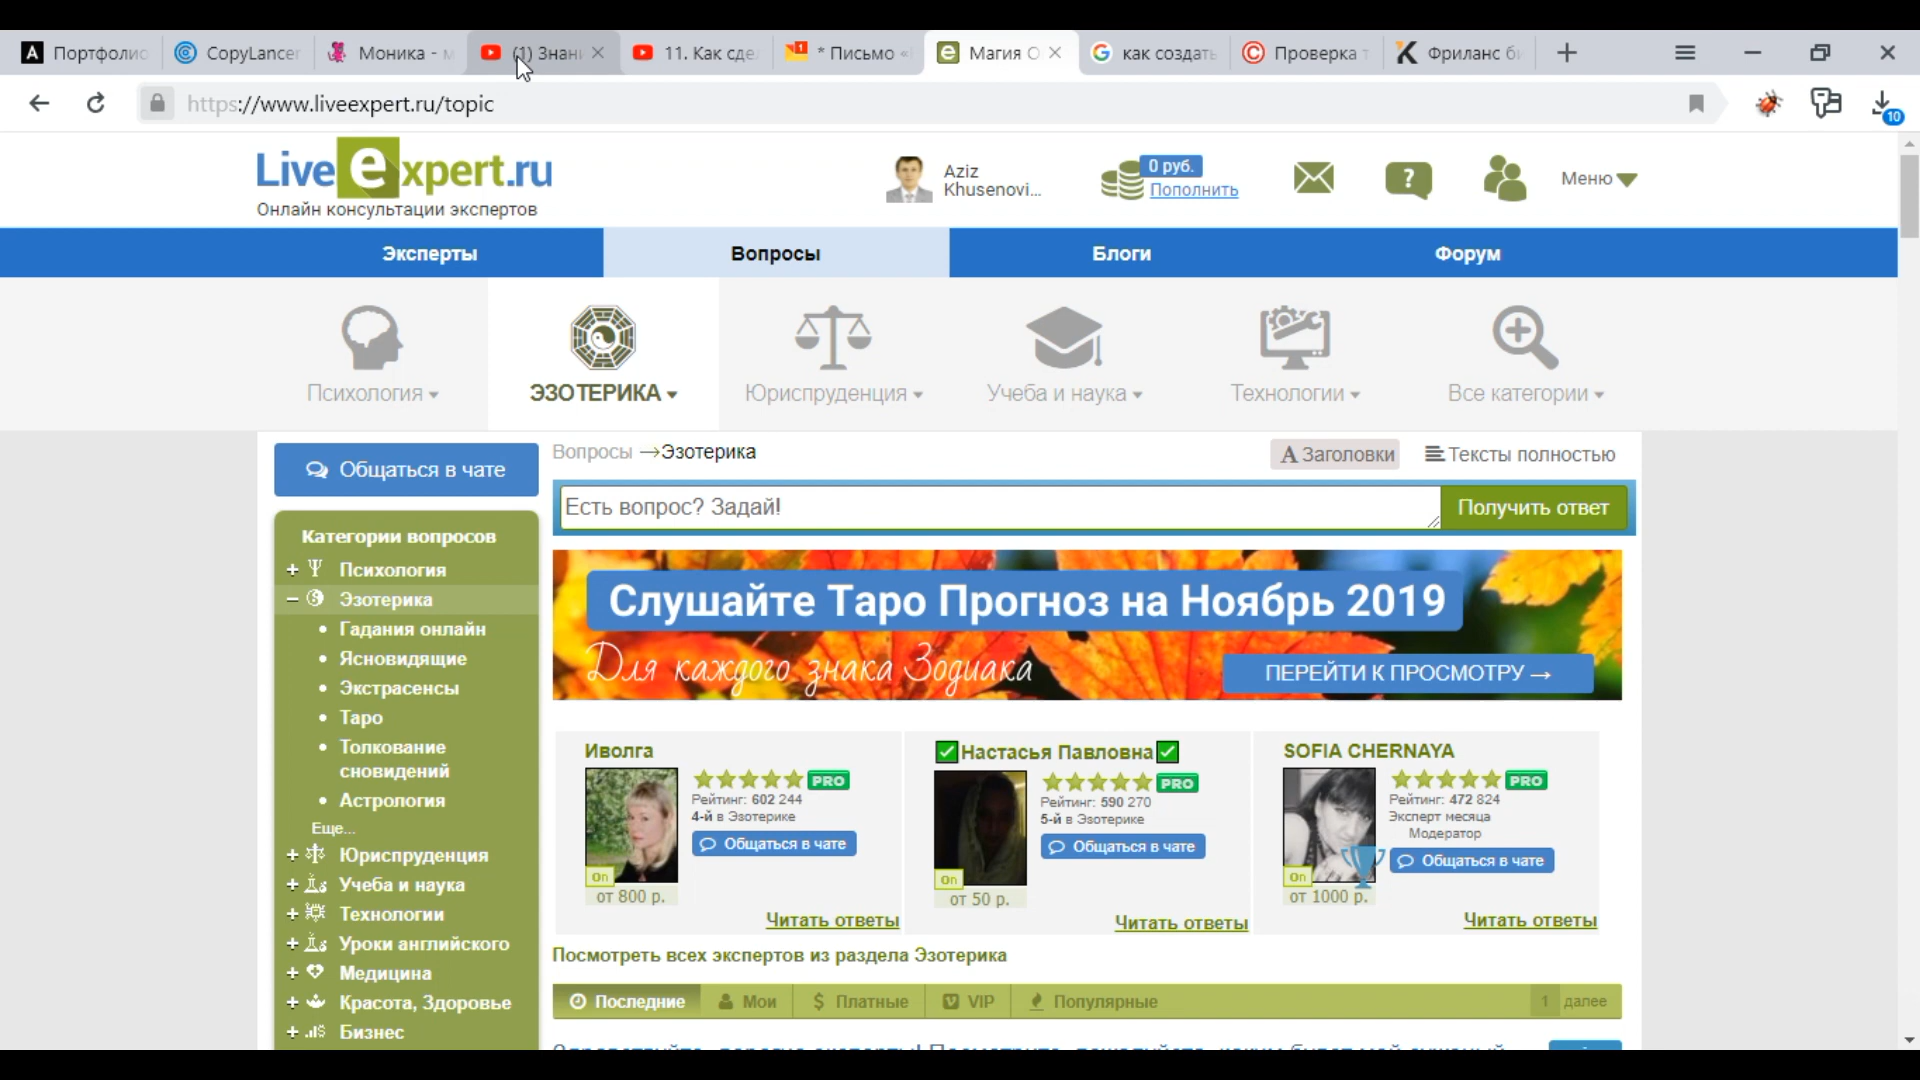 Портфолио
CopyLancer
Моника - м
(1) Знани
11. Как сде
* Письмо «
Магия О
как создать
Проверка т
Фриланс би
https://www.liveexpert.ru/topic
10
Liveexpert.ru
Онлайн консультации экспертов
Aziz
Khusenovi...
0 руб.
Пополнить
Меню
Эксперты
Вопросы
Блоги
Форум
Психология
ЭЗОТЕРИКА
Юриспруденция
Учеба и наука
Технологии
Все категории
Общаться в чате
Вопросы →Эзотерика
Заголовки
Тексты полностью
Есть вопрос? Задай!
Получить ответ
Категории вопросов
+ Психология
− Эзотерика
• Гадания онлайн
• Ясновидящие
• Экстрасенсы
• Таро
• Толкование
сновидений
• Астрология
Еще...
+ Юриспруденция
+ Учеба и наука
+ Технологии
+ Уроки английского
+ Медицина
+ Красота, Здоровье
+ Бизнес
Слушайте Таро Прогноз на Ноябрь 2019
Для каждого знака Зодиака
ПЕРЕЙТИ К ПРОСМОТРУ →
Иволга
PRO
Рейтинг: 602 244
4-й в Эзотерике
Общаться в чате
On
от 800 р.
Читать ответы
Настасья Павловна
PRO
Рейтинг: 590 270
5-й в Эзотерике
Общаться в чате
On
от 50 р.
Читать ответы
SOFIA CHERNAYA
PRO
Рейтинг: 472 824
Эксперт месяца
Модератор
Общаться в чате
On
от 1000 р.
Читать ответы
Посмотреть всех экспертов из раздела Эзотерика
Последние
Мои
$ Платные
VIP
Популярные
1 далее